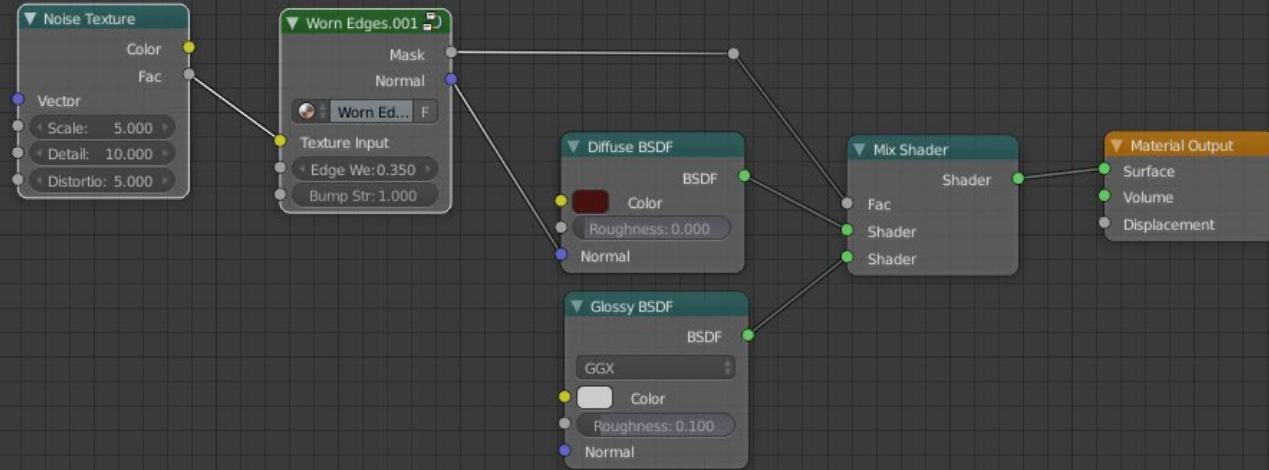 Noise Texture
Color
Fac
Vector
Scale: 5.000
Detail: 10.000
Distortio: 5.000
Worn Edges.001
Mask
Normal
Worn Ed... F
Texture Input
Edge We: 0.350
Bump Str: 1.000
Diffuse BSDF
BSDF
Color
Roughness: 0.000
Normal
Glossy BSDF
BSDF
GGX
Color
Roughness: 0.100
Normal
Mix Shader
Shader
Fac
Shader
Shader
Material Output
Surface
Volume
Displacement